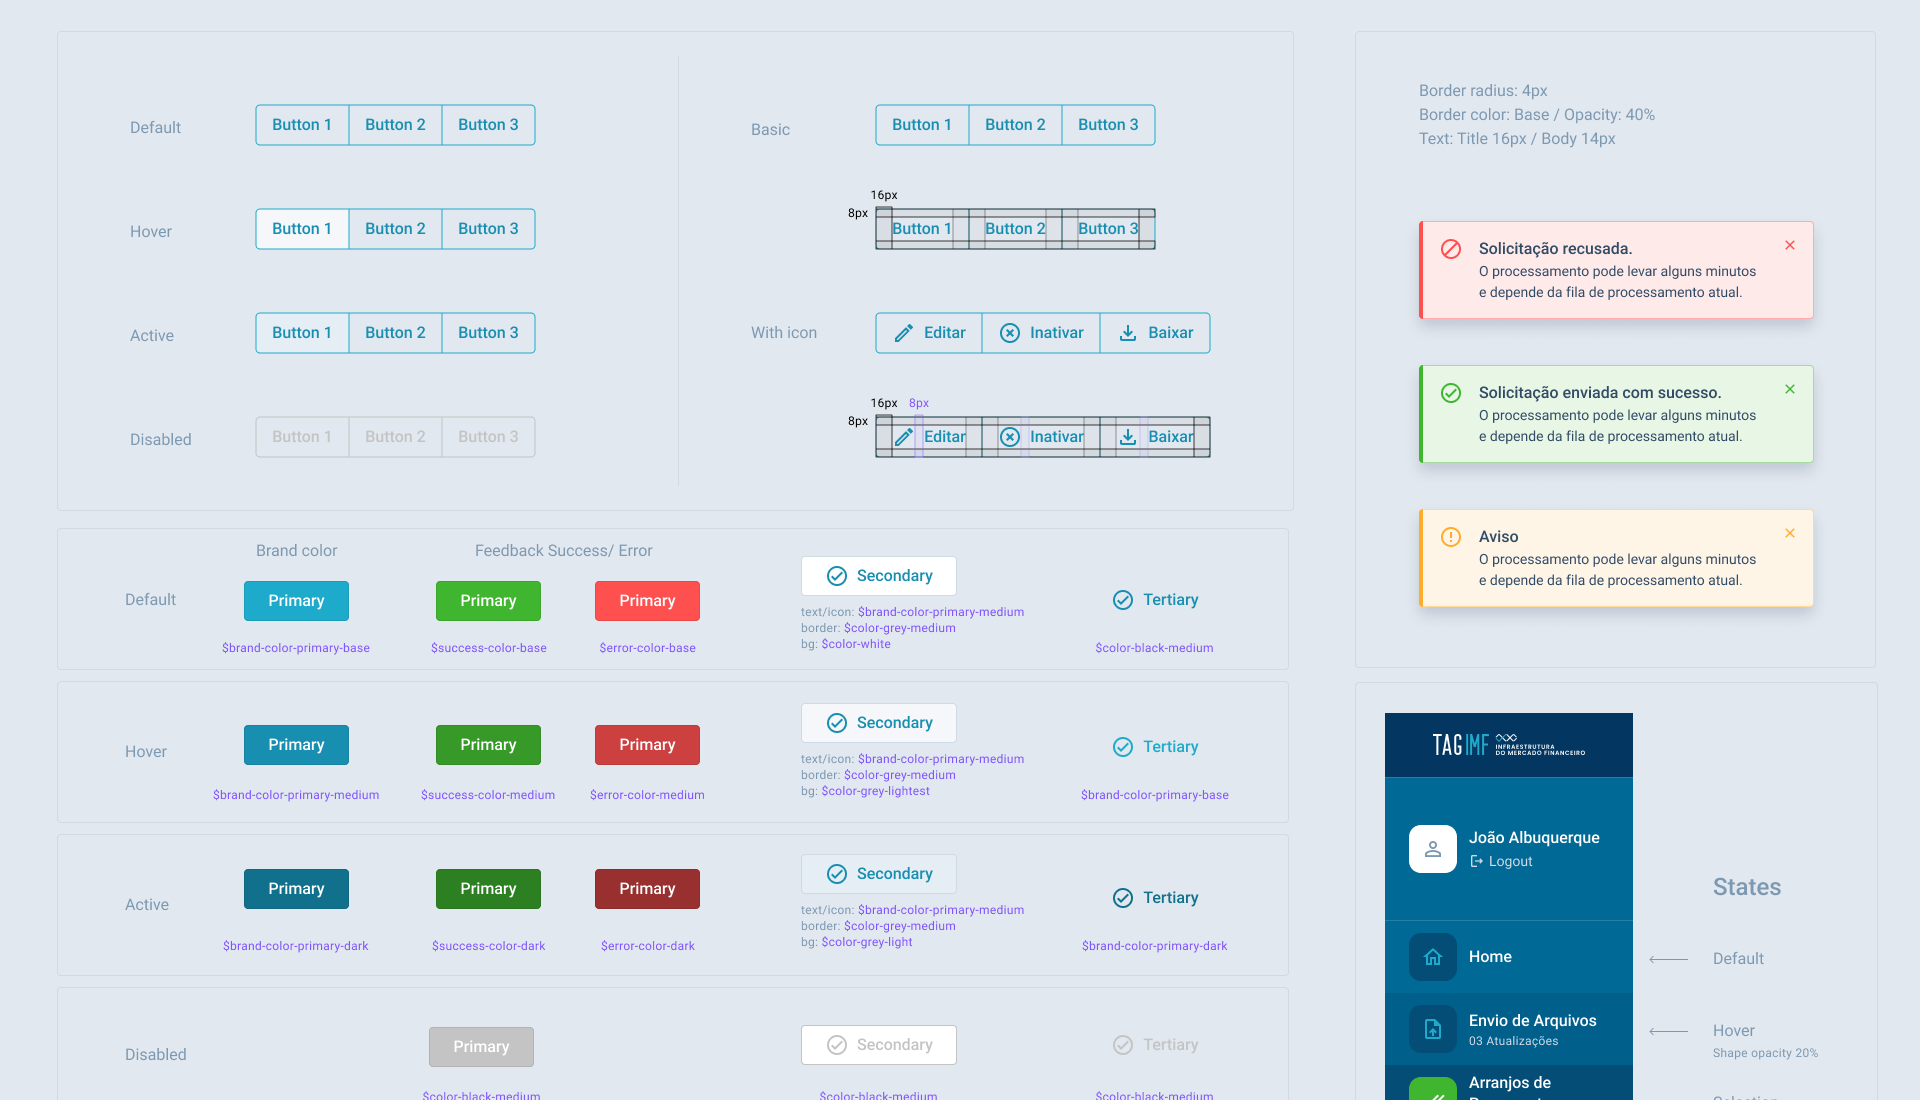 Default
Button 1
Button 2
Button 3
Hover
Button 1
Button 2
Button 3
Active
Button 1
Button 2
Button 3
Disabled
Button 1
Button 2
Button 3
Basic
Button 1
Button 2
Button 3
16px
8px
Button 1
Button 2
Button 3
With icon
Editar
Inativar
Baixar
16px
8px
8px
Editar
Inativar
Baixar
Brand color
Feedback Success/ Error
Default
Primary
$brand-color-primary-base
Primary
$success-color-base
Primary
$error-color-base
Secondary
text/icon: $brand-color-primary-medium
border: $color-grey-medium
bg: $color-white
Tertiary
$color-black-medium
Hover
Primary
$brand-color-primary-medium
Primary
$success-color-medium
Primary
$error-color-medium
Secondary
text/icon: $brand-color-primary-medium
border: $color-grey-medium
bg: $color-grey-lightest
Tertiary
$brand-color-primary-base
Active
Primary
$brand-color-primary-dark
Primary
$success-color-dark
Primary
$error-color-dark
Secondary
text/icon: $brand-color-primary-medium
border: $color-grey-medium
bg: $color-grey-light
Tertiary
$brand-color-primary-dark
Disabled
Primary
$color-black-medium
Secondary
$color-black-medium
Tertiary
$color-black-medium
Border radius: 4px
Border color: Base / Opacity: 40%
Text: Title 16px / Body 14px
Solicitação recusada.
O processamento pode levar alguns minutos
e depende da fila de processamento atual.
Solicitação enviada com sucesso.
O processamento pode levar alguns minutos
e depende da fila de processamento atual.
Aviso
O processamento pode levar alguns minutos
e depende da fila de processamento atual.
TAG IMF
INFRAESTRUTURA
DO MERCADO FINANCEIRO
João Albuquerque
Logout
Home
Envio de Arquivos
03 Atualizações
Arranjos de
States
Default
Hover
Shape opacity 20%